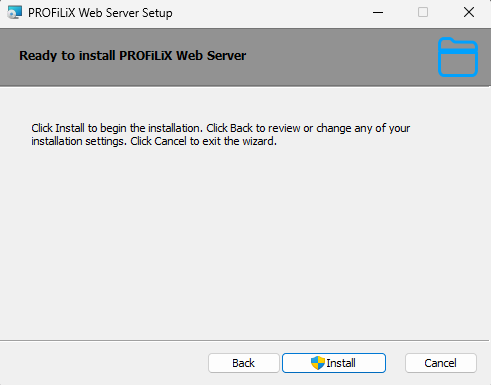 PROFiLiX Web Server Setup
Ready to install PROFiLiX Web Server
Click Install to begin the installation. Click Back to review or change any of your
installation settings. Click Cancel to exit the wizard.
Back
Install
Cancel